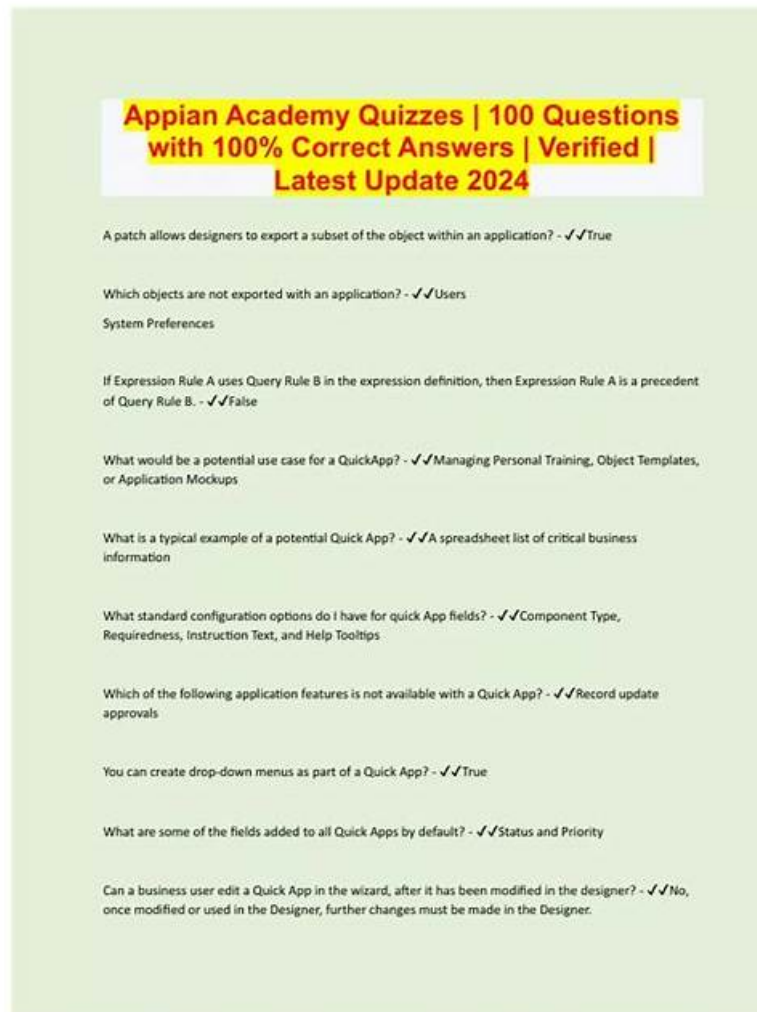 Appian Academy Quizzes | 100 Questions
with 100% Correct Answers | Verified |
Latest Update 2024
A patch allows designers to export a subset of the object within an application? - ✓✓True
Which objects are not exported with an application? - ✓✓Users
System Preferences
If Expression Rule A uses Query Rule B in the expression definition, then Expression Rule A is a precedent
of Query Rule B. - ✓✓False
What would be a potential use case for a QuickApp? - ✓✓Managing Personal Training, Object Templates,
or Application Mockups
What is a typical example of a potential Quick App? - ✓✓A spreadsheet list of critical business
information
What standard configuration options do I have for quick App fields? - ✓✓Component Type,
Requiredness, Instruction Text, and Help Tooltips
Which of the following application features is not available with a Quick App? - ✓✓Record update
approvals
You can create drop-down menus as part of a Quick App? - ✓✓True
What are some of the fields added to all Quick Apps by default? - ✓✓Status and Priority
Can a business user edit a Quick App in the wizard, after it has been modified in the designer? - ✓✓No,
once modified or used in the Designer, further changes must be made in the Designer.